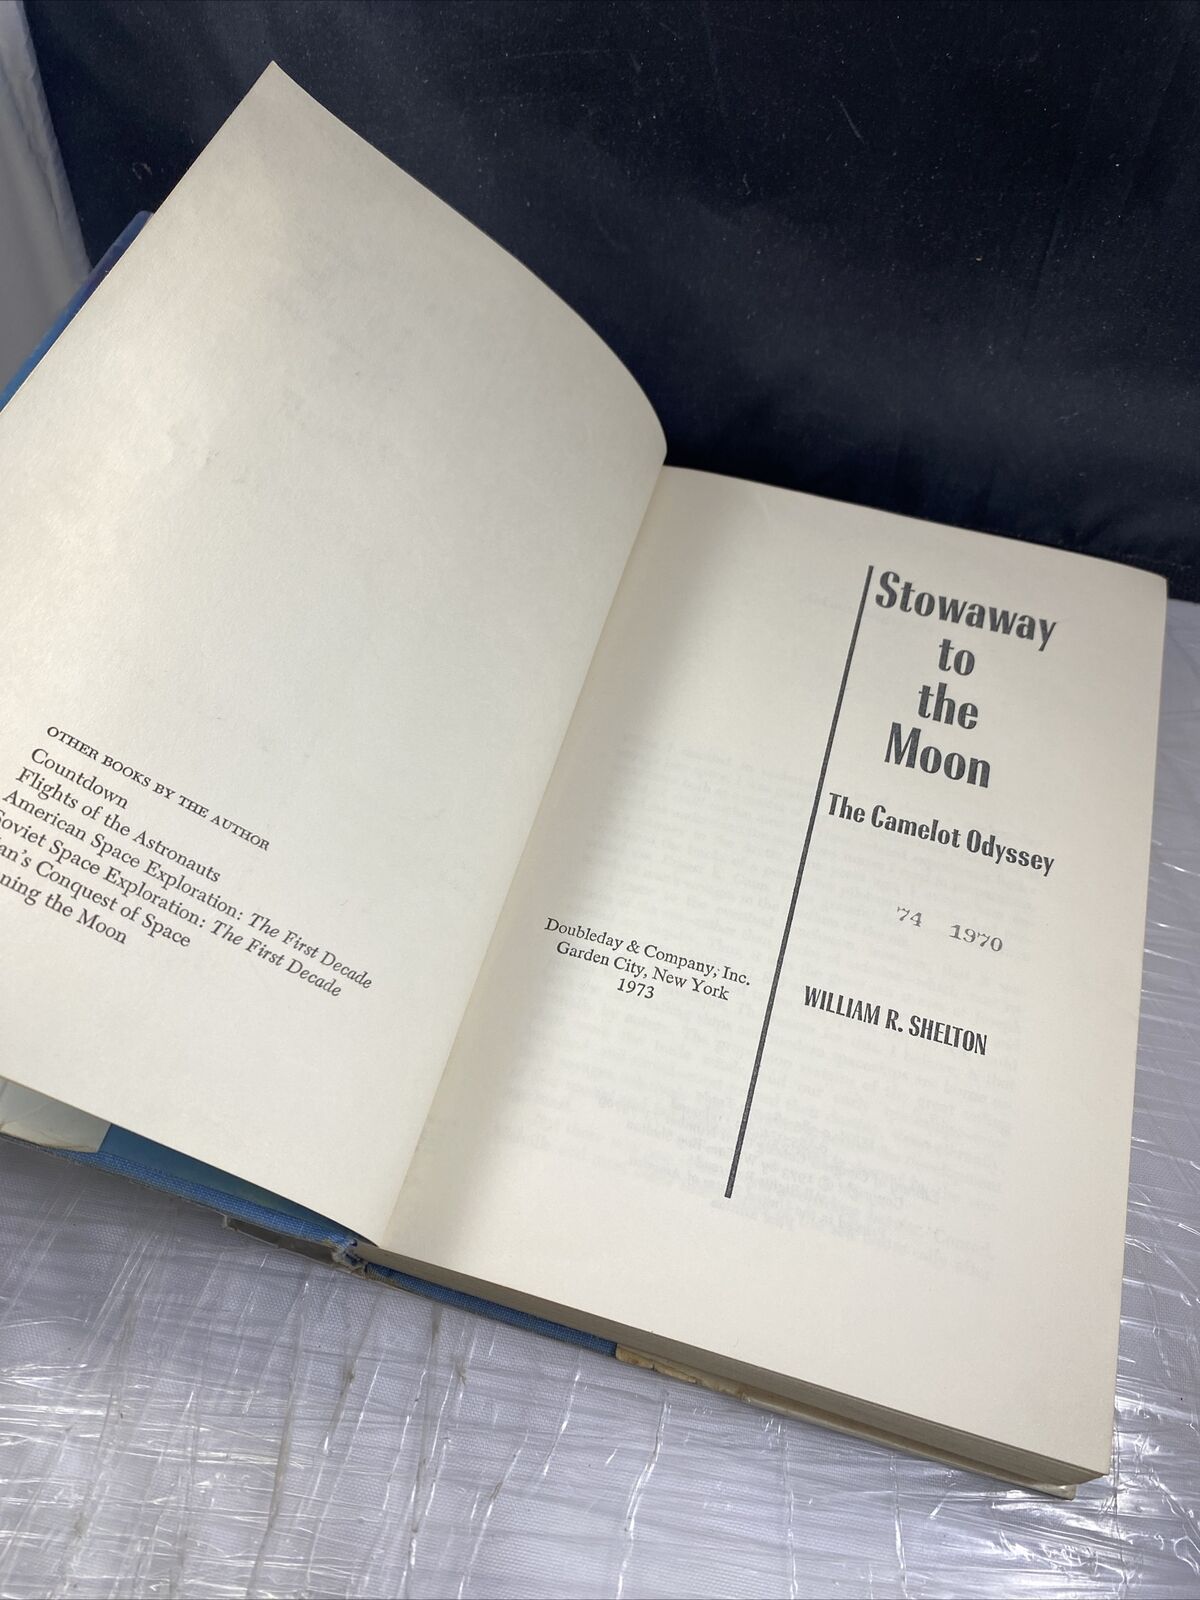 OTHER BOOKS BY THE AUTHOR
Countdown
Flights of the Astronauts
American Space Exploration: The First Decade
Soviet Space Exploration: The First Decade
Conquest of Space
the Moon
Stowaway
to
the
Moon
The Camelot Odyssey
'74 1970
WILLIAM R. SHELTON
Doubleday & Company, Inc.
Garden City, New York
1973